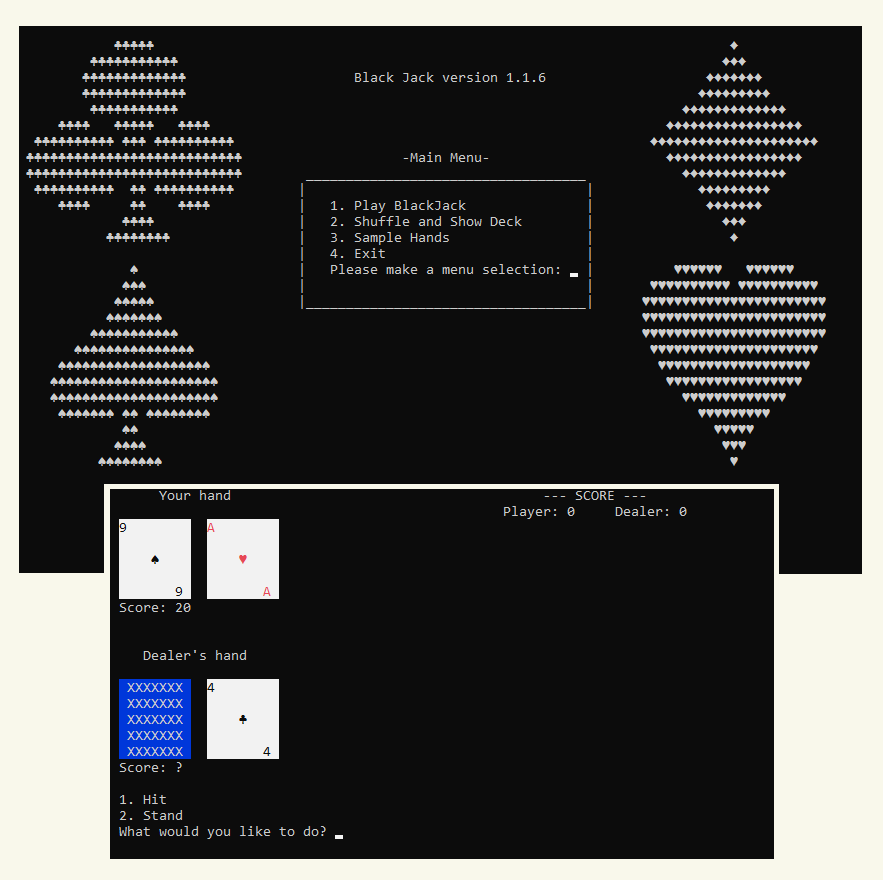 Black Jack version 1.1.6
-Main Menu-
1. Play BlackJack
2. Shuffle and Show Deck
3. Sample Hands
4. Exit
Please make a menu selection:
Your hand
--- SCORE ---
Player: 0 Dealer: 0
9 A
♠ ♥
9 A
Score: 20
Dealer's hand
XXXXXXX 4
XXXXXXX
XXXXXXX ♣
XXXXXXX
XXXXXXX 4
Score: ?
1. Hit
2. Stand
What would you like to do?